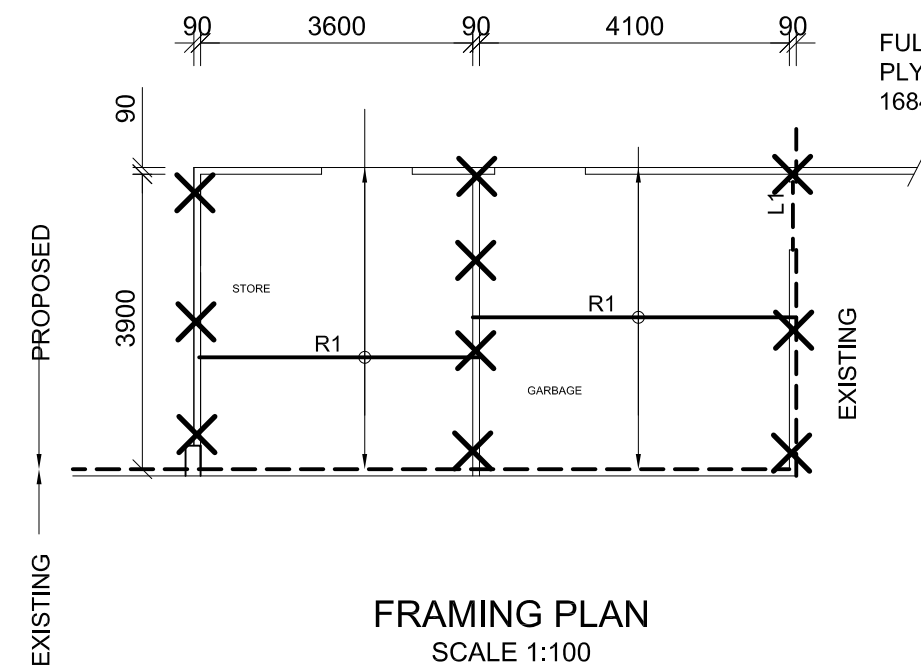 90 3600 90 4100 90
FUL
PLY
1684
90
L1
PROPOSED
3900
STORE
R1
R1
EXISTING
GARBAGE
EXISTING
FRAMING PLAN
SCALE 1:100